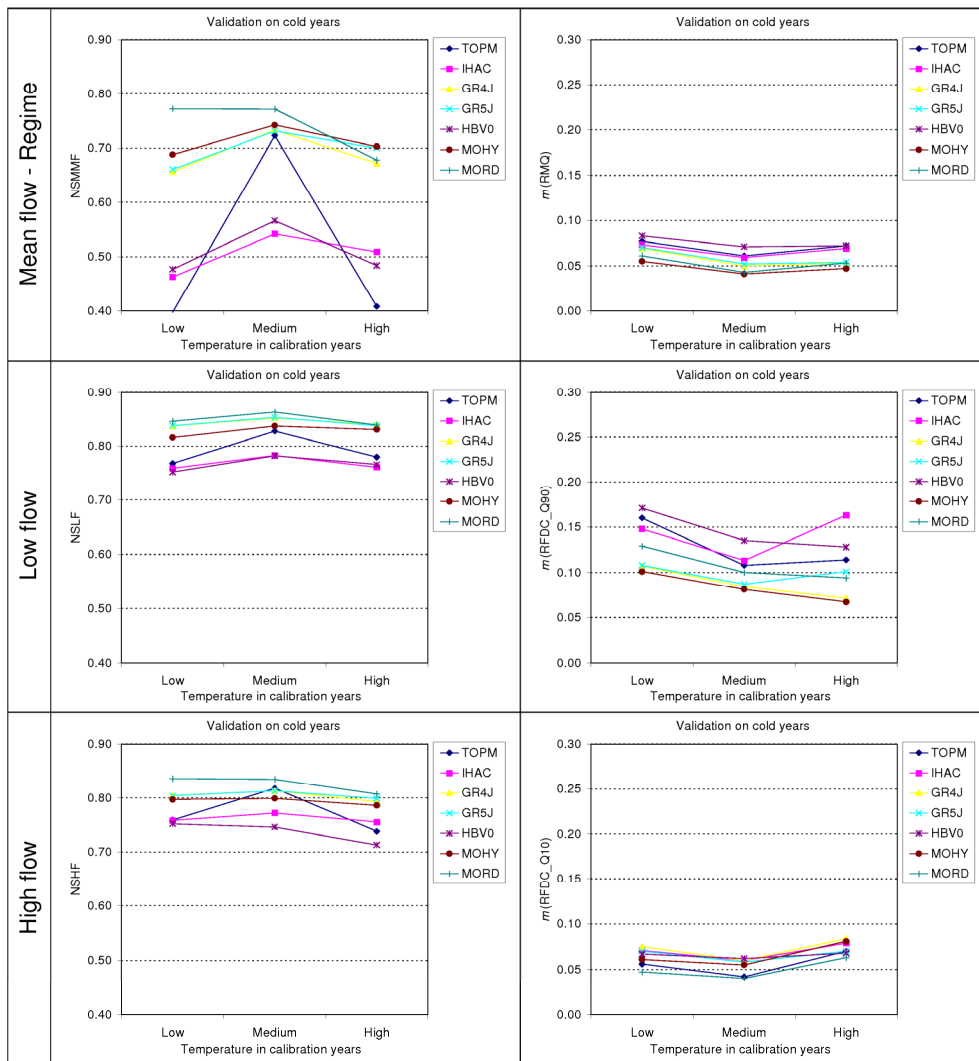 Mean flow - Regime
Validation on cold years
NSMMF
0.90
0.80
0.70
0.60
0.50
0.40
Low
Medium
High
Temperature in calibration years
TOPM
IHAC
GR4J
GR5J
HBV0
MOHY
MORD
Validation on cold years
m(RMQ)
0.30
0.25
0.20
0.15
0.10
0.05
0.00
Low
Medium
High
Temperature in calibration years
TOPM
IHAC
GR4J
GR5J
HBV0
MOHY
MORD
Low flow
Validation on cold years
NSLF
0.90
0.80
0.70
0.60
0.50
0.40
Low
Medium
High
Temperature in calibration years
TOPM
IHAC
GR4J
GR5J
HBV0
MOHY
MORD
Validation on cold years
m(RFDC_Q90)
0.30
0.25
0.20
0.15
0.10
0.05
0.00
Low
Medium
High
Temperature in calibration years
TOPM
IHAC
GR4J
GR5J
HBV0
MOHY
MORD
High flow
Validation on cold years
NSHF
0.90
0.80
0.70
0.60
0.50
0.40
Low
Medium
High
Temperature in calibration years
TOPM
IHAC
GR4J
GR5J
HBV0
MOHY
MORD
Validation on cold years
m(RFDC_Q10)
0.30
0.25
0.20
0.15
0.10
0.05
0.00
Low
Medium
High
Temperature in calibration years
TOPM
IHAC
GR4J
GR5J
HBV0
MOHY
MORD